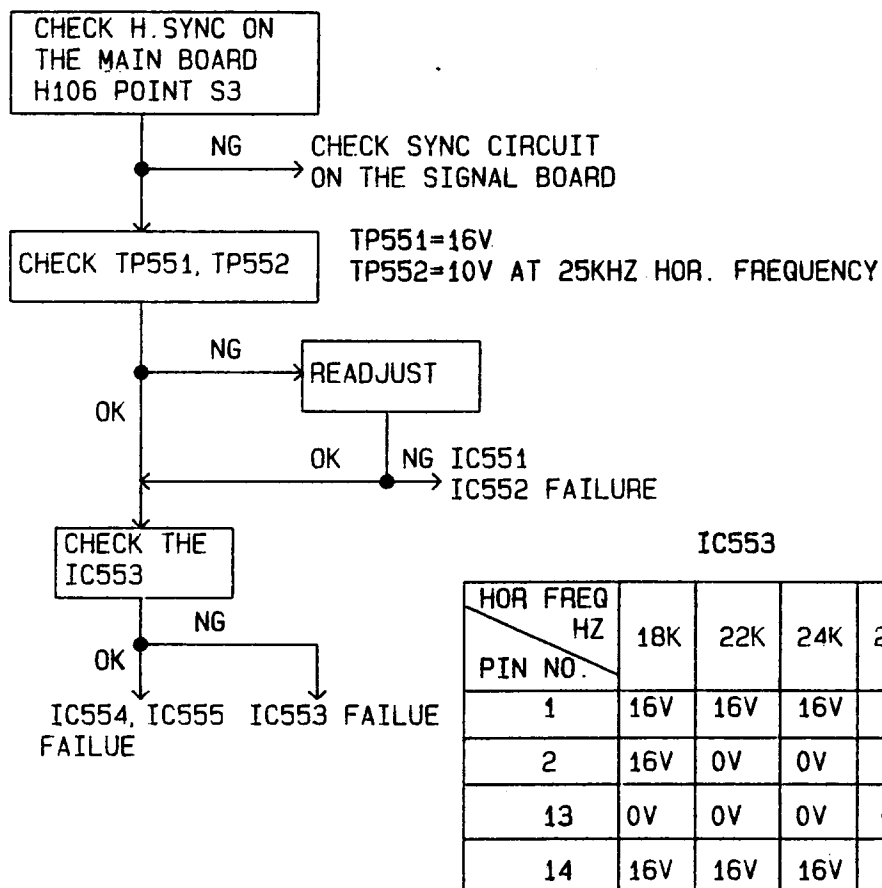 CHECK H.SYNC ON
THE MAIN BOARD
H106 POINT S3
NG
CHECK SYNC CIRCUIT
ON THE SIGNAL BOARD
CHECK TP551, TP552
TP551=16V
TP552=10V AT 25KHZ HOR. FREQUENCY
NG
READJUST
OK
OK
NG IC551
IC552 FAILURE
CHECK THE
IC553
NG
OK
IC554, IC555
FAILUE
IC553 FAILUE
IC553
HOR FREQ
HZ
PIN NO.
18K 22K 24K
1 16V 16V 16V
2 16V 0V 0V
13 0V 0V 0V
14 16V 16V 16V